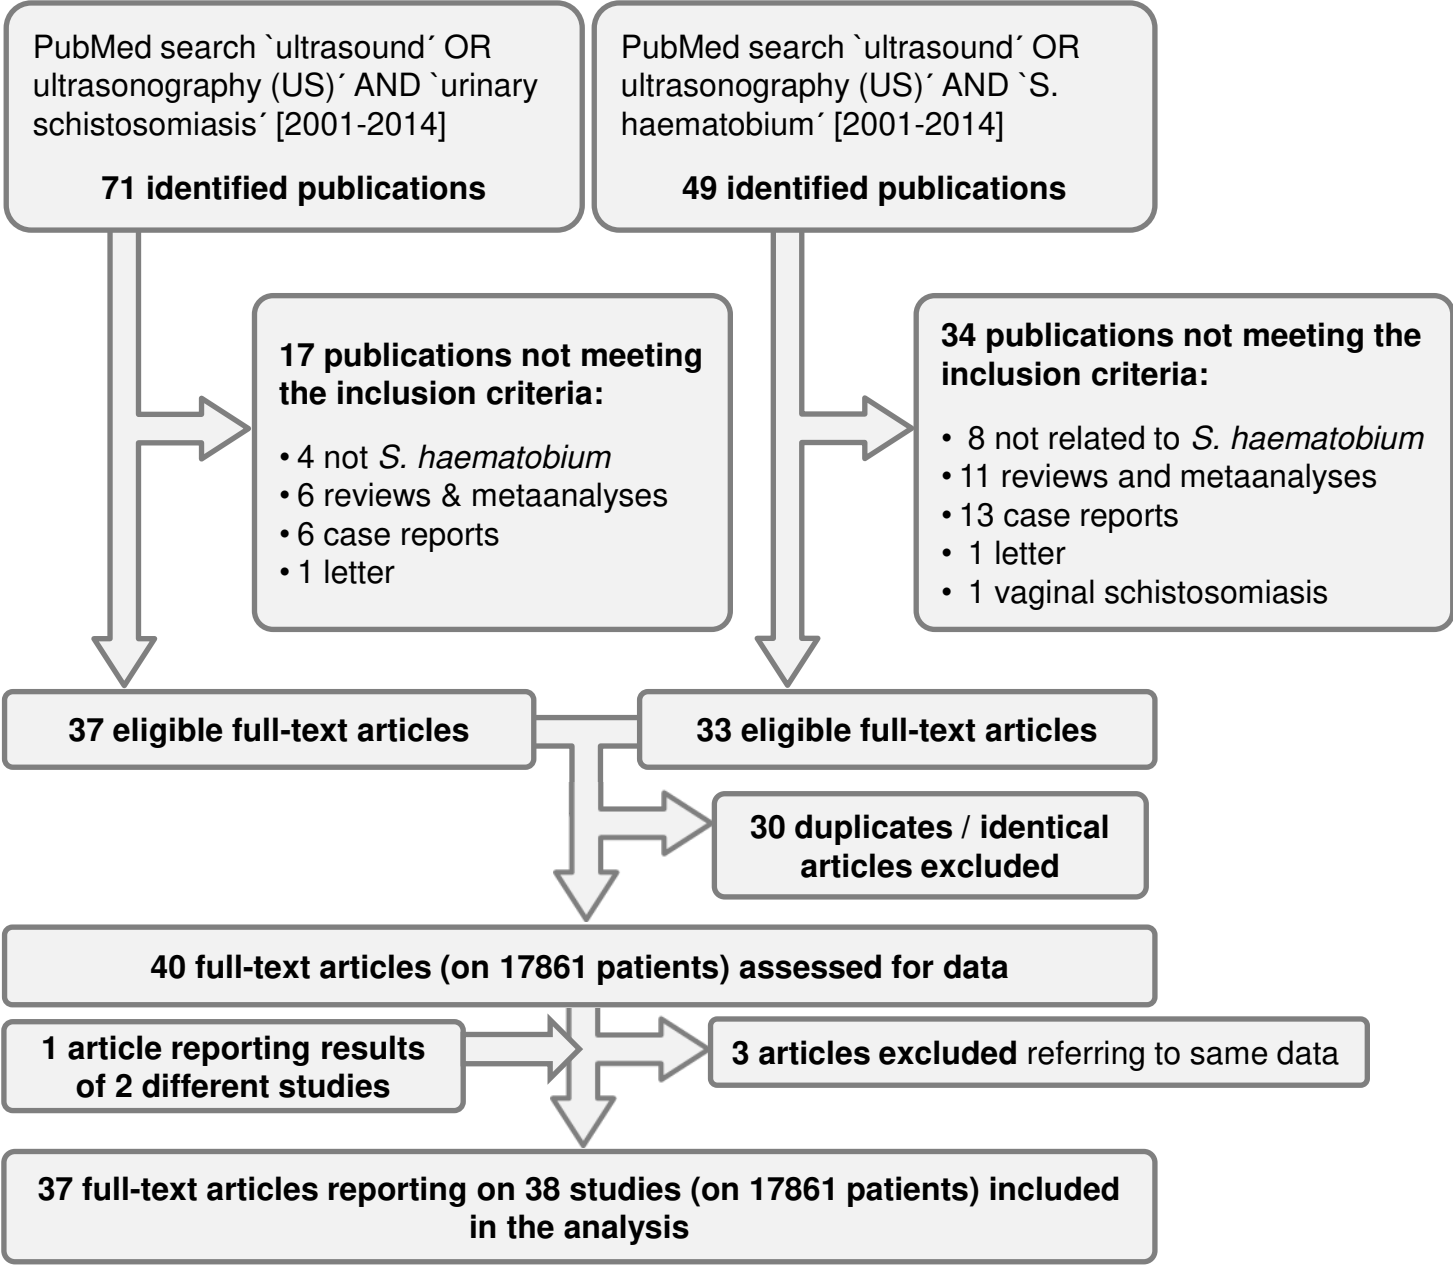 PubMed search `ultrasound´ OR
ultrasonography (US)´ AND `urinary
schistosomiasis´ [2001-2014]
71 identified publications
PubMed search `ultrasound´ OR
ultrasonography (US)´ AND `S.
haematobium´ [2001-2014]
49 identified publications
17 publications not meeting
the inclusion criteria:
• 4 not S. haematobium
• 6 reviews & metaanalyses
• 6 case reports
• 1 letter
34 publications not meeting the
inclusion criteria:
• 8 not related to S. haematobium
• 11 reviews and metaanalyses
• 13 case reports
• 1 letter
• 1 vaginal schistosomiasis
37 eligible full-text articles
33 eligible full-text articles
30 duplicates / identical
articles excluded
40 full-text articles (on 17861 patients) assessed for data
1 article reporting results
of 2 different studies
3 articles excluded referring to same data
37 full-text articles reporting on 38 studies (on 17861 patients) included
in the analysis